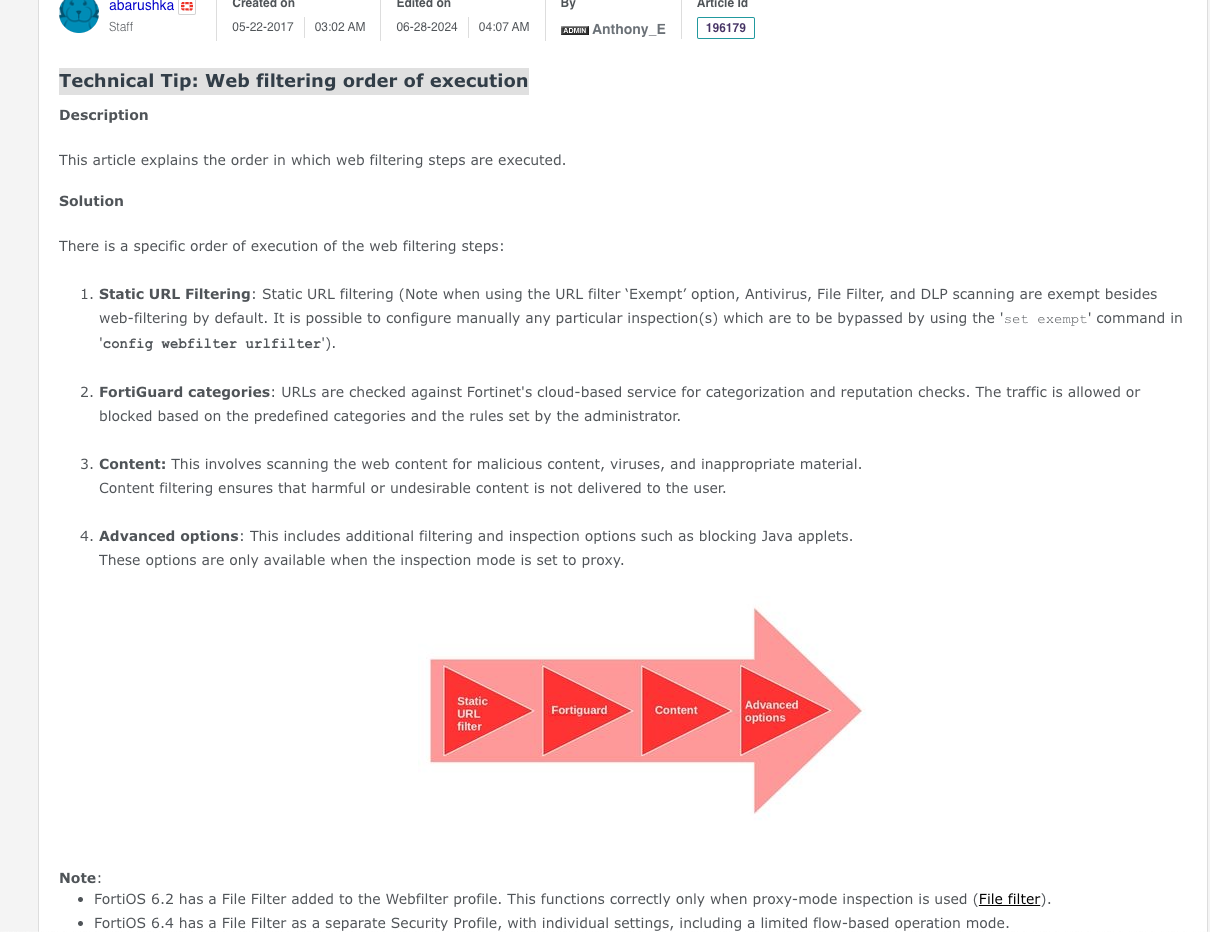 abarushka
Staff
Created on
05-22-2017 03:02 AM
Edited on
06-28-2024 04:07 AM
By
ADMIN Anthony_E
Article Id
196179
Technical Tip: Web filtering order of execution
Description
This article explains the order in which web filtering steps are executed.
Solution
There is a specific order of execution of the web filtering steps:
1. Static URL Filtering: Static URL filtering (Note when using the URL filter ‘Exempt’ option, Antivirus, File Filter, and DLP scanning are exempt besides
web-filtering by default. It is possible to configure manually any particular inspection(s) which are to be bypassed by using the 'set exempt' command in
'config webfilter urlfilter').
2. FortiGuard categories: URLs are checked against Fortinet's cloud-based service for categorization and reputation checks. The traffic is allowed or
blocked based on the predefined categories and the rules set by the administrator.
3. Content: This involves scanning the web content for malicious content, viruses, and inappropriate material.
Content filtering ensures that harmful or undesirable content is not delivered to the user.
4. Advanced options: This includes additional filtering and inspection options such as blocking Java applets.
These options are only available when the inspection mode is set to proxy.
Static
URL
filter
Fortiguard
Content
Advanced
options
Note:
• FortiOS 6.2 has a File Filter added to the Webfilter profile. This functions correctly only when proxy-mode inspection is used (File filter).
• FortiOS 6.4 has a File Filter as a separate Security Profile, with individual settings, including a limited flow-based operation mode.